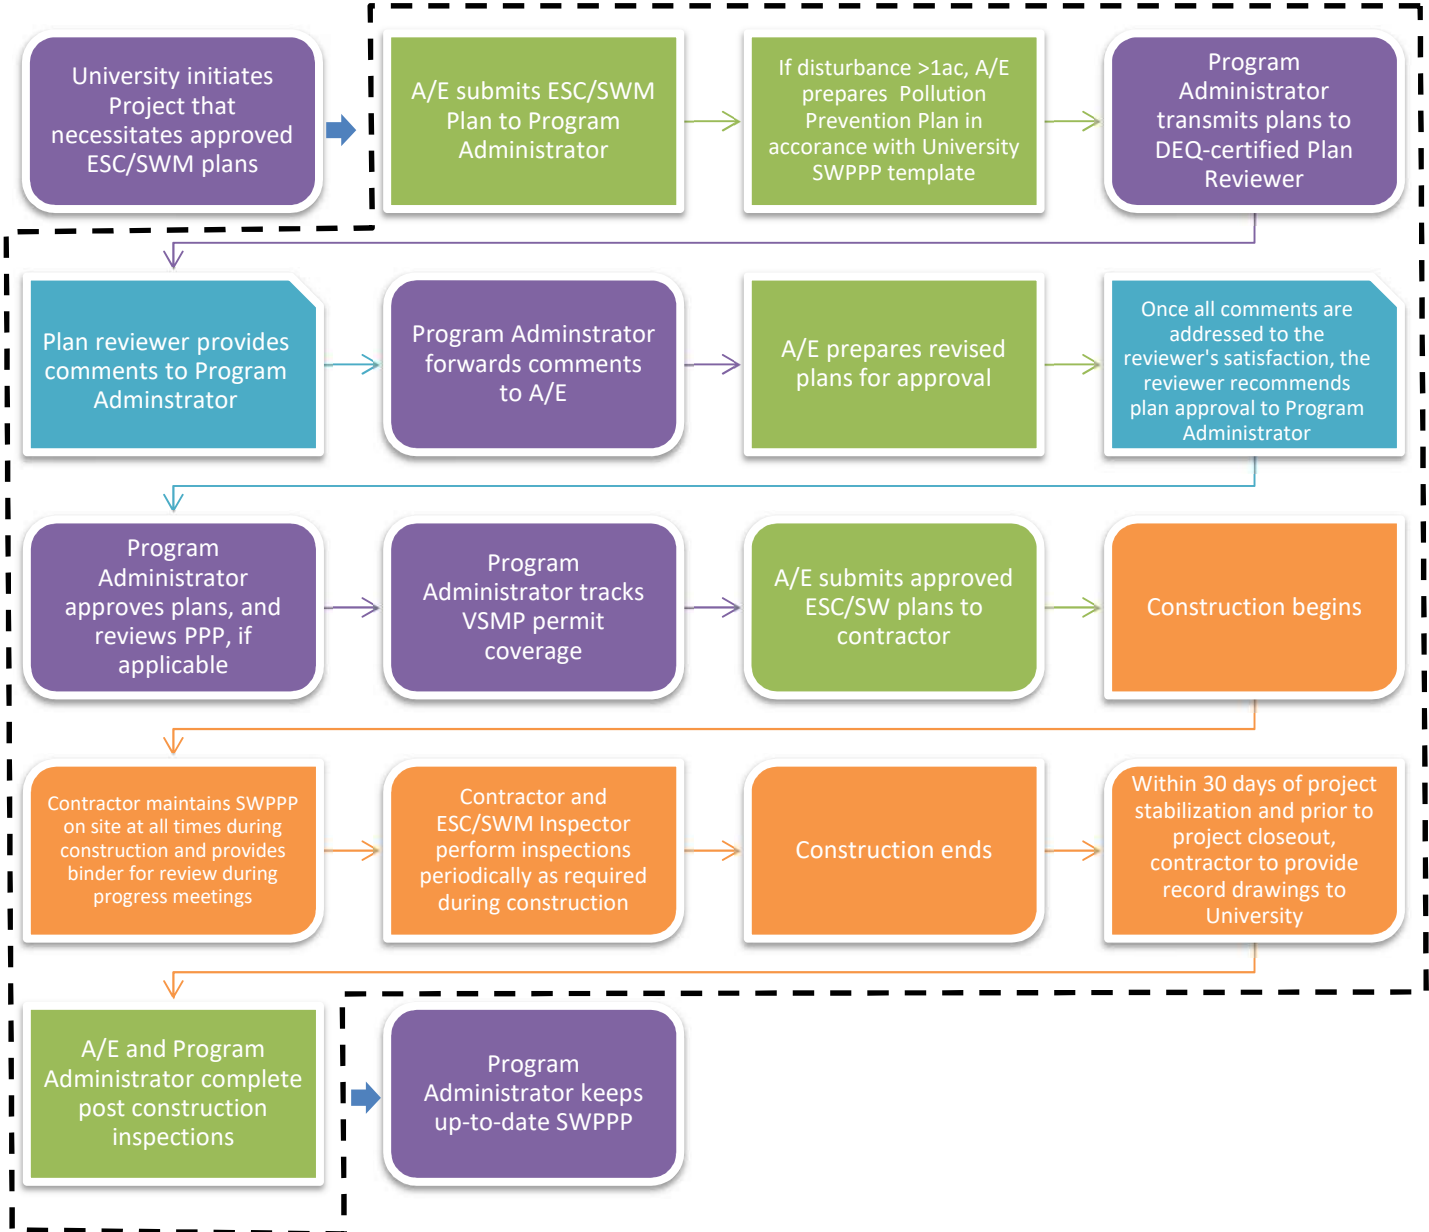 University initiates
Project that
necessitates approved
ESC/SWM plans
A/E submits ESC/SWM
Plan to Program
Administrator
If disturbance >1ac, A/E
prepares  Pollution
Prevention Plan in
accorance with University
SWPPP template
Program
Administrator
transmits plans to
DEQ-certified Plan
Reviewer
Plan reviewer provides
comments to Program
Adminstrator
Program Adminstrator
forwards comments
to A/E
A/E prepares revised
plans for approval
Once all comments are
addressed to the
reviewer's satisfaction, the
reviewer recommends
plan approval to Program
Administrator
Program
Administrator
approves plans, and
reviews PPP, if
applicable
Program
Administrator tracks
VSMP permit
coverage
A/E submits approved
ESC/SW plans to
contractor
Construction begins
Contractor maintains SWPPP
on site at all times during
construction and provides
binder for review during
progress meetings
Contractor and
ESC/SWM Inspector
perform inspections
periodically as required
during construction
Construction ends
Within 30 days of project
stabilization and prior to
project closeout,
contractor to provide
record drawings to
University
A/E and Program
Administrator complete
post construction
inspections
Program
Administrator keeps
up-to-date SWPPP